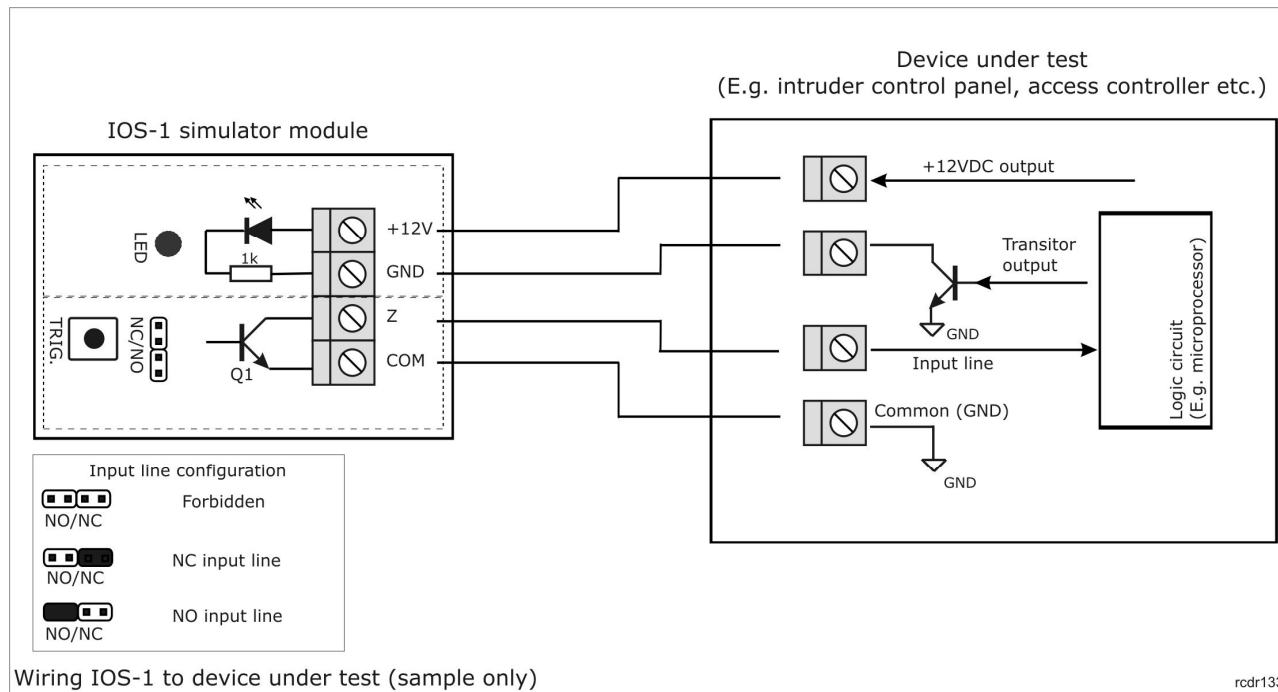 Device under test
(E.g. intruder control panel, access controller etc.)
IOS-1 simulator module
+12V
GND
Z
COM
LED
1k
TRIG.
NC/NO
Q1
+12VDC output
Transitor
output
GND
Input line
Common (GND)
GND
Logic circuit
(E.g. microprocessor)
Input line configuration
Forbidden
NO/NC
NC input line
NO/NC
NO input line
NO/NC
Wiring IOS-1 to device under test (sample only)
rcdr133